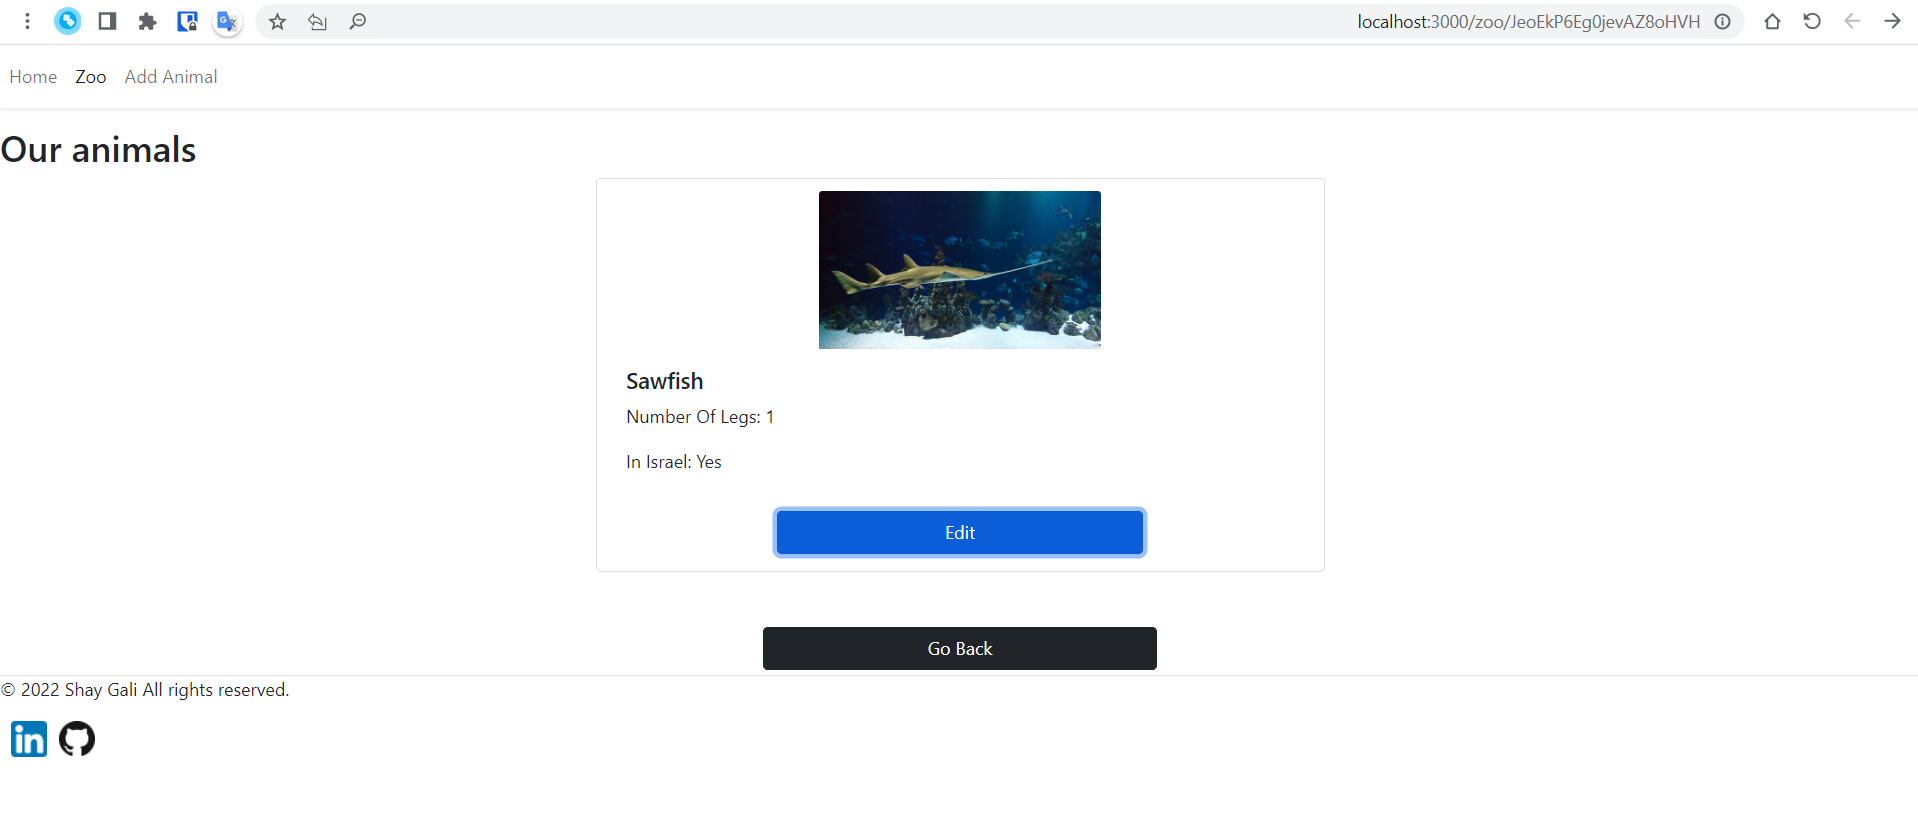 localhost:3000/zoo/JeoEkP6Eg0jevAZ8oHVH
Home Zoo Add Animal
Our animals
Sawfish
Number Of Legs: 1
In Israel: Yes
Edit
Go Back
© 2022 Shay Gali All rights reserved.
in